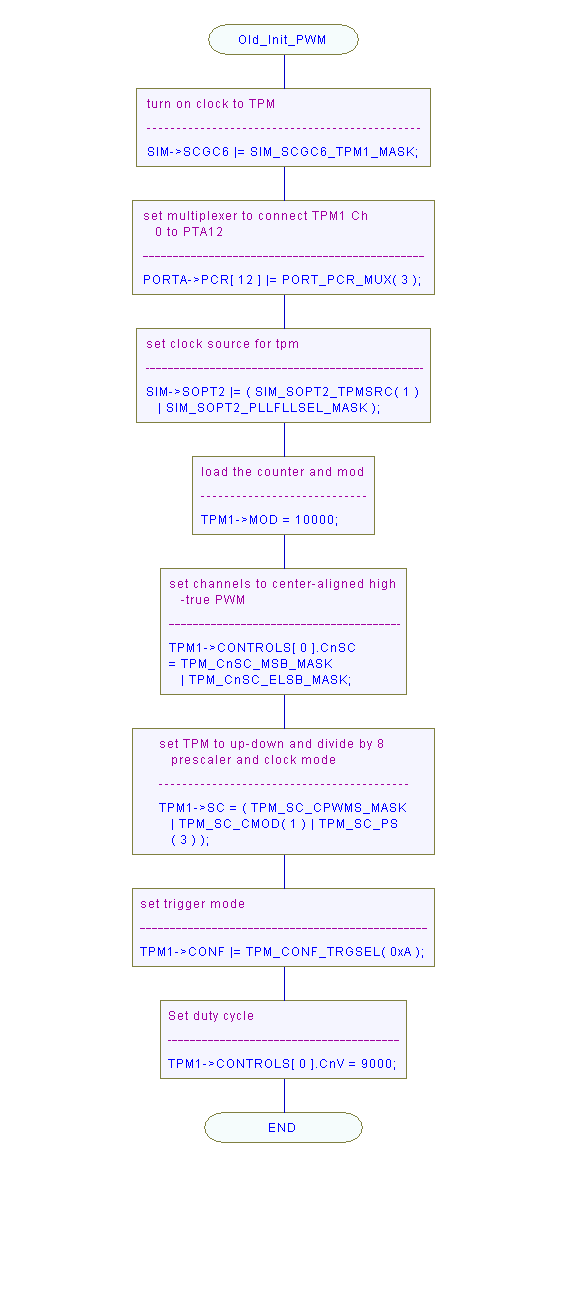 Old_Init_PWM
turn on clock to TPM
SIM->SCGC6 |= SIM_SCGC6_TPM1_MASK;
set multiplexer to connect TPM1 Ch
0 to PTA12
PORTA->PCR[ 12 ] |= PORT_PCR_MUX( 3 );
set clock source for tpm
SIM->SOPT2 |= ( SIM_SOPT2_TPMSRC( 1 )
| SIM_SOPT2_PLLFLLSEL_MASK );
load the counter and mod
TPM1->MOD = 10000;
set channels to center-aligned high
-true PWM
TPM1->CONTROLS[ 0 ].CnSC
= TPM_CnSC_MSB_MASK
| TPM_CnSC_ELSB_MASK;
set TPM to up-down and divide by 8
prescaler and clock mode
TPM1->SC = ( TPM_SC_CPWMS_MASK
| TPM_SC_CMOD( 1 ) | TPM_SC_PS
( 3 ) );
set trigger mode
TPM1->CONF |= TPM_CONF_TRGSEL( 0xA );
Set duty cycle
TPM1->CONTROLS[ 0 ].CnV = 9000;
END